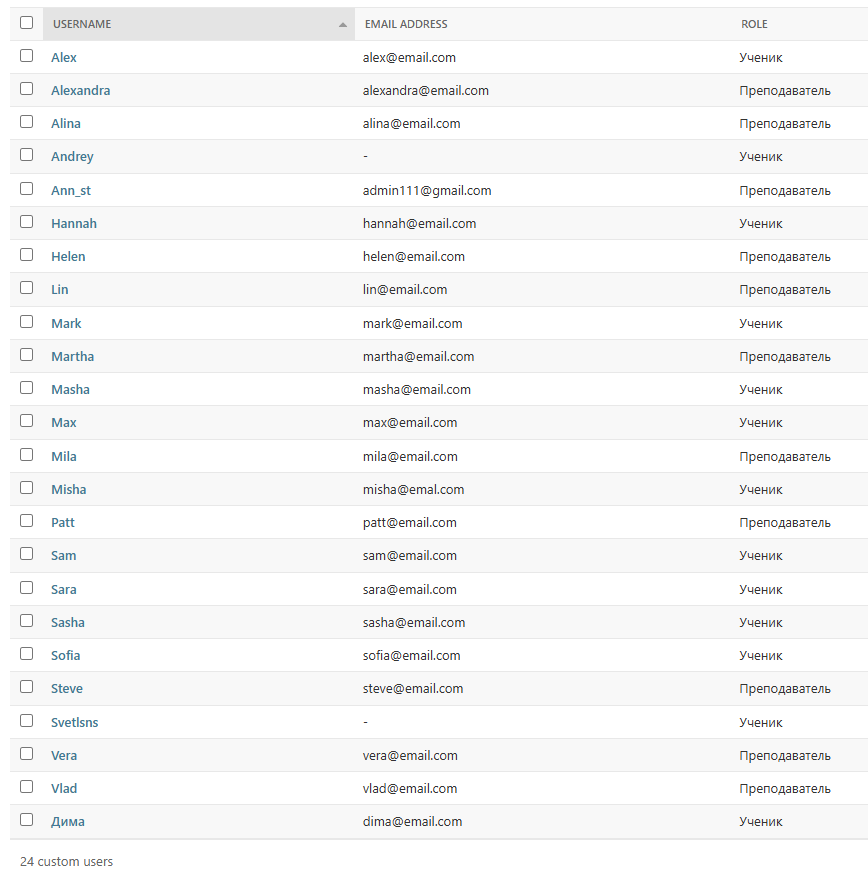 USERNAME EMAIL ADDRESS ROLE
Alex alex@email.com Ученик
Alexandra alexandra@email.com Преподаватель
Alina alina@email.com Преподаватель
Andrey - Ученик
Ann_st admin111@gmail.com Преподаватель
Hannah hannah@email.com Ученик
Helen helen@email.com Преподаватель
Lin lin@email.com Преподаватель
Mark mark@email.com Ученик
Martha martha@email.com Преподаватель
Masha masha@email.com Ученик
Max max@email.com Ученик
Mila mila@email.com Преподаватель
Misha misha@emal.com Ученик
Patt patt@email.com Преподаватель
Sam sam@email.com Ученик
Sara sara@email.com Ученик
Sasha sasha@email.com Ученик
Sofia sofia@email.com Ученик
Steve steve@email.com Преподаватель
Svetlsns - Ученик
Vera vera@email.com Преподаватель
Vlad vlad@email.com Преподаватель
Дима dima@email.com Ученик
24 custom users